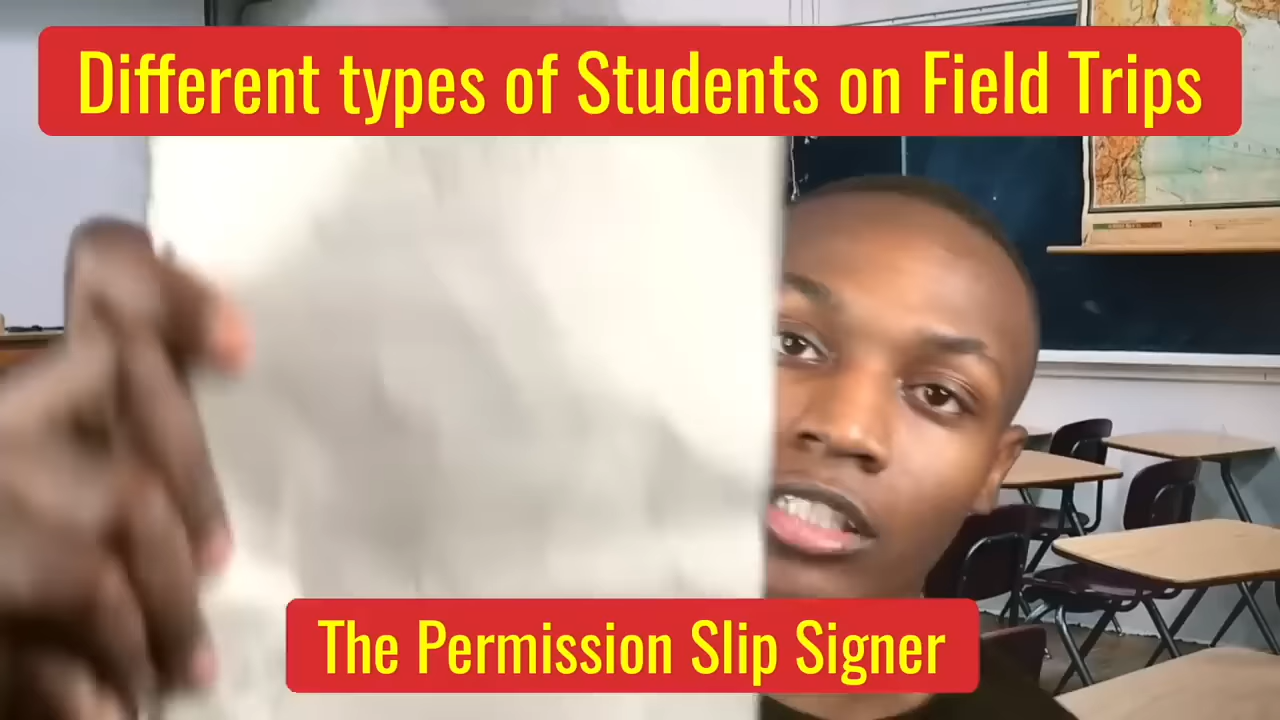 Different types of Students on Field Trips
The Permission Slip Signer